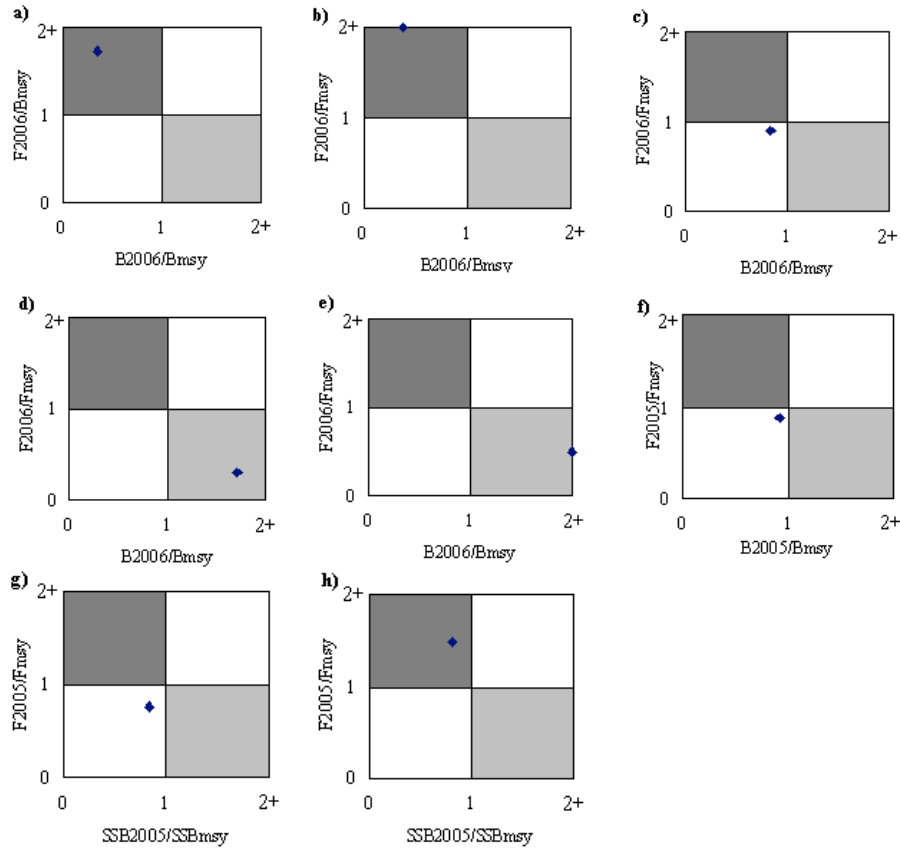 a)
2+
1
0
F2006/Bmsy
0 1 2+
B2006/Bmsy
b)
2+
1
0
F2006/Fmsy
0 1 2+
B2006/Bmsv
c)
2+
1
0
F2006/Fmsy
0 1 2+
B2006/Bmsy
d)
2+
1
0
F2006/Fmsy
0 1 2+
B2006/Bmsy
e)
2+
1
0
F2006/Fmsy
0 1 2+
B2006/Bmsy
f)
2+
1
0
F2005/Fmsy
0 1 2+
B2005/Bmsy
g)
2+
1
0
F2005/Fmsy
0 1 2+
SSB2005/SSBmsy
h)
2+
1
0
F2005/Fmsy
0 1 2+
SSB2005/SSBmsy